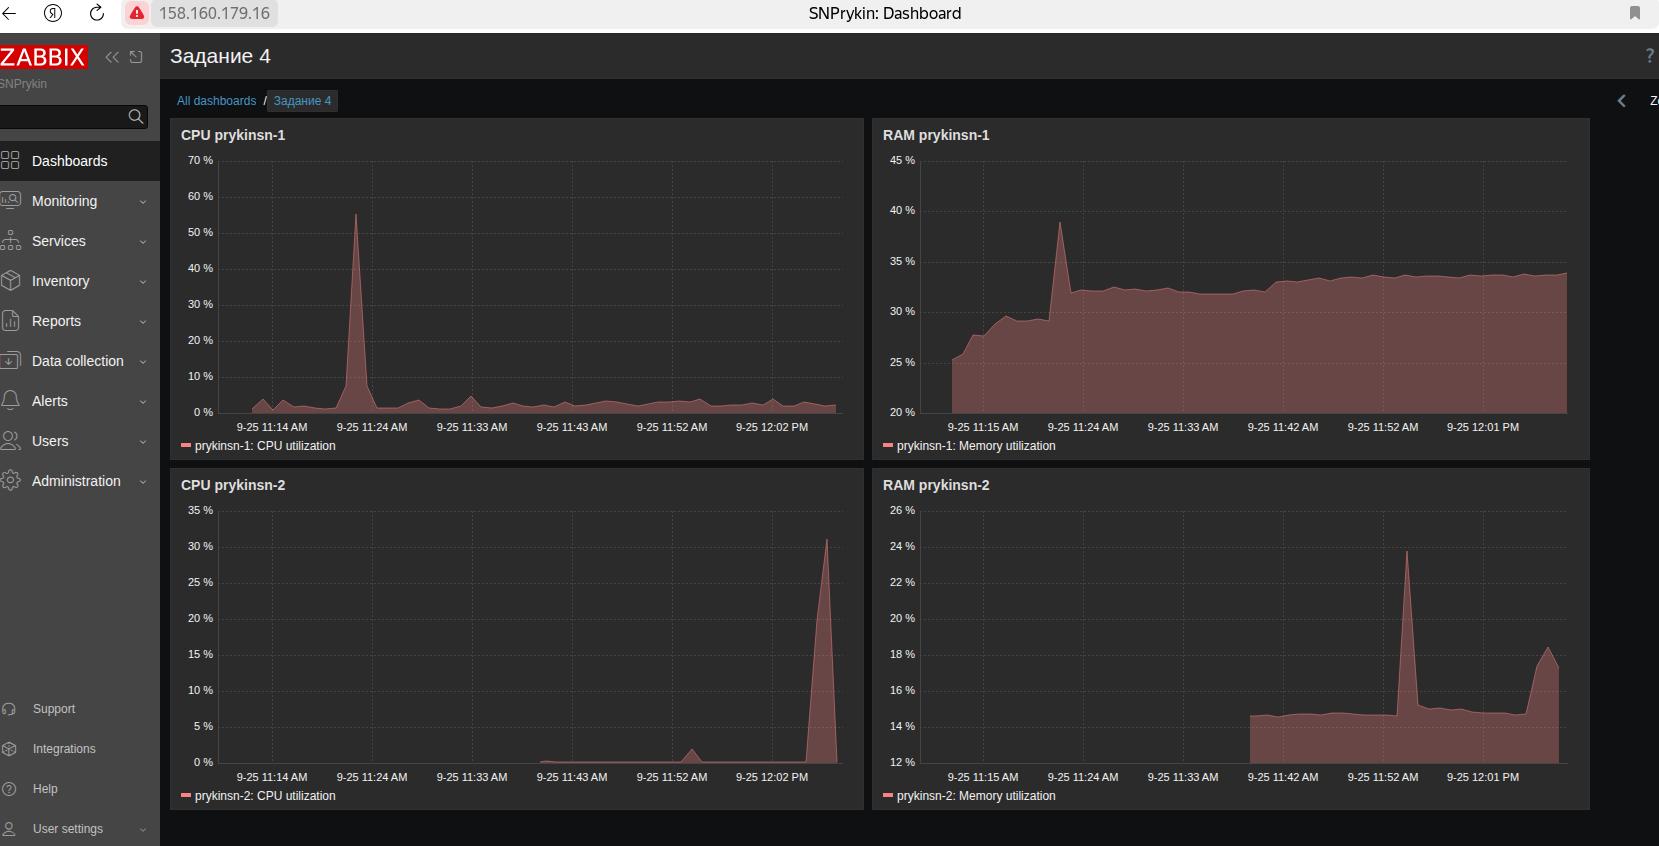 158.160.179.16
SNPrykin: Dashboard
ZABBIX
SNPrykin
Dashboards
Monitoring
Services
Inventory
Reports
Data collection
Alerts
Users
Administration
Support
Integrations
Help
User settings
Задание 4
?
All dashboards / Задание 4
CPU prykinsn-1
70 %
60 %
50 %
40 %
30 %
20 %
10 %
0 %
9-25 11:14 AM 9-25 11:24 AM 9-25 11:33 AM 9-25 11:43 AM 9-25 11:52 AM 9-25 12:02 PM
prykinsn-1: CPU utilization
RAM prykinsn-1
45 %
40 %
35 %
30 %
25 %
20 %
9-25 11:15 AM 9-25 11:24 AM 9-25 11:33 AM 9-25 11:42 AM 9-25 11:52 AM 9-25 12:01 PM
prykinsn-1: Memory utilization
CPU prykinsn-2
35 %
30 %
25 %
20 %
15 %
10 %
5 %
0 %
9-25 11:14 AM 9-25 11:24 AM 9-25 11:33 AM 9-25 11:43 AM 9-25 11:52 AM 9-25 12:02 PM
prykinsn-2: CPU utilization
RAM prykinsn-2
26 %
24 %
22 %
20 %
18 %
16 %
14 %
12 %
9-25 11:15 AM 9-25 11:24 AM 9-25 11:33 AM 9-25 11:42 AM 9-25 11:52 AM 9-25 12:01 PM
prykinsn-2: Memory utilization